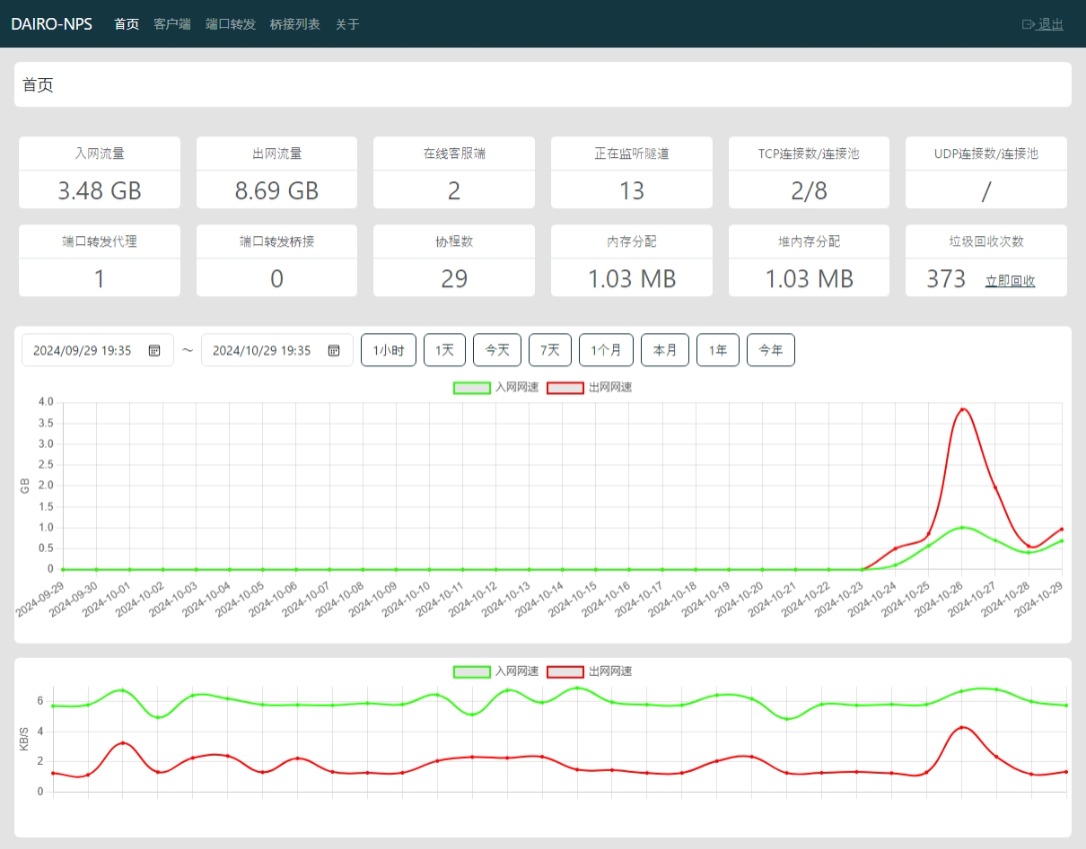 DAIRO-NPS 首页 客户端 端口转发 桥接列表 关于 退出
首页
入网流量 出网流量 在线客服端 正在监听隧道 TCP连接数/连接池 UDP连接数/连接池
3.48 GB 8.69 GB 2 13 2/8 /
端口转发代理 端口转发桥接 协程数 内存分配 堆内存分配 垃圾回收次数
1 0 29 1.03 MB 1.03 MB 373 立即回收
2024/09/29 19:35 ~ 2024/10/29 19:35 1小时 1天 今天 7天 1个月 本月 1年 今年
入网网速 出网网速
4.0
3.5
3.0
2.5
2.0
1.5
1.0
0.5
0
GB
2024-09-29 2024-09-30 2024-10-01 2024-10-02 2024-10-03 2024-10-04 2024-10-05 2024-10-06 2024-10-07 2024-10-08 2024-10-09 2024-10-10 2024-10-11 2024-10-12 2024-10-13 2024-10-14 2024-10-15 2024-10-16 2024-10-17 2024-10-18 2024-10-19 2024-10-20 2024-10-21 2024-10-22 2024-10-23 2024-10-24 2024-10-25 2024-10-26 2024-10-27 2024-10-28 2024-10-29
入网网速 出网网速
6
4
2
0
KB/S